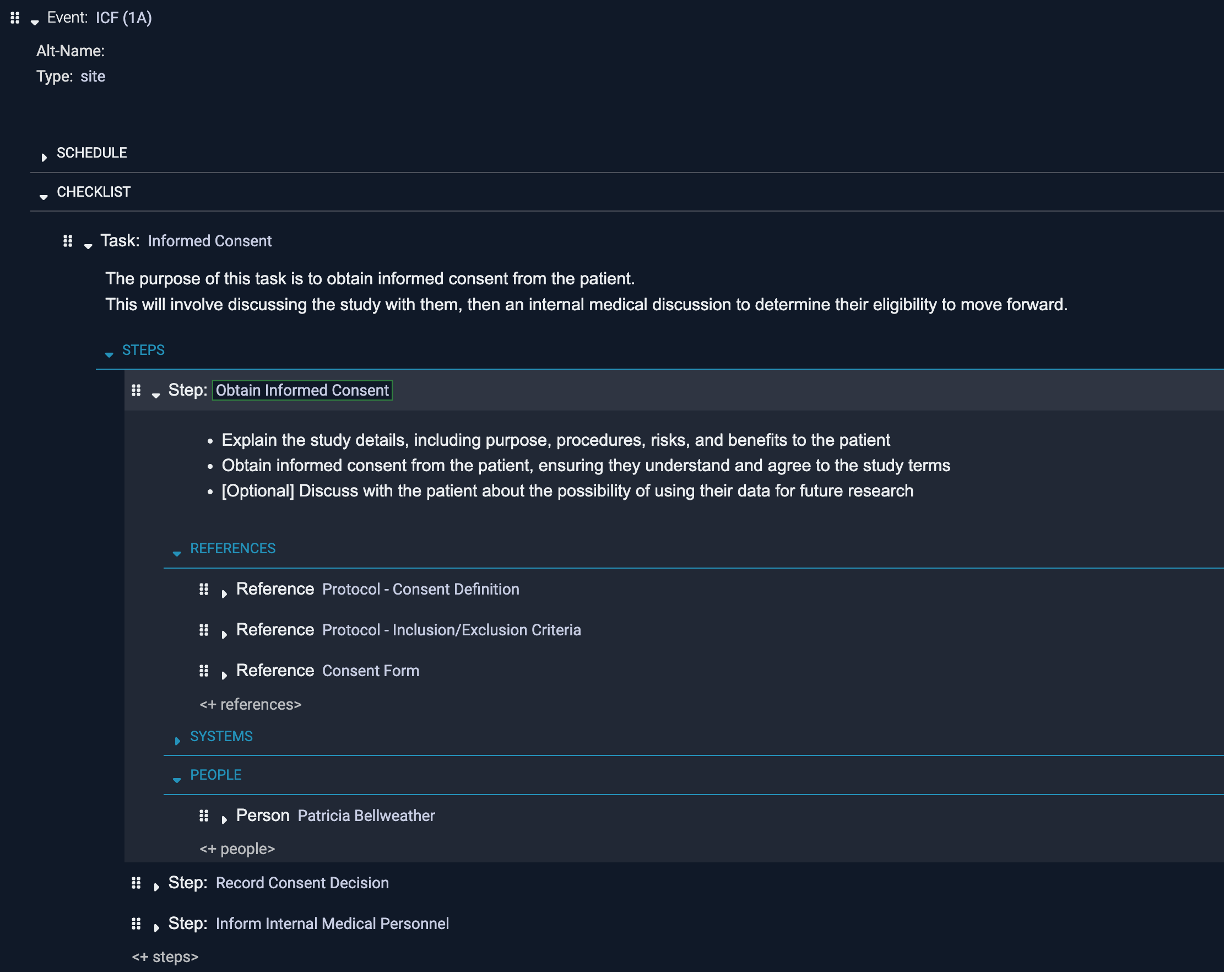 Event: ICF (1A)
Alt-Name:
Type: site
SCHEDULE
CHECKLIST
Task: Informed Consent
The purpose of this task is to obtain informed consent from the patient.
This will involve discussing the study with them, then an internal medical discussion to determine their eligibility to move forward.
STEPS
Step: Obtain Informed Consent
• Explain the study details, including purpose, procedures, risks, and benefits to the patient
• Obtain informed consent from the patient, ensuring they understand and agree to the study terms
• [Optional] Discuss with the patient about the possibility of using their data for future research
REFERENCES
Reference Protocol - Consent Definition
Reference Protocol - Inclusion/Exclusion Criteria
Reference Consent Form
<+ references>
SYSTEMS
PEOPLE
Person Patricia Bellweather
<+ people>
Step: Record Consent Decision
Step: Inform Internal Medical Personnel
<+ steps>